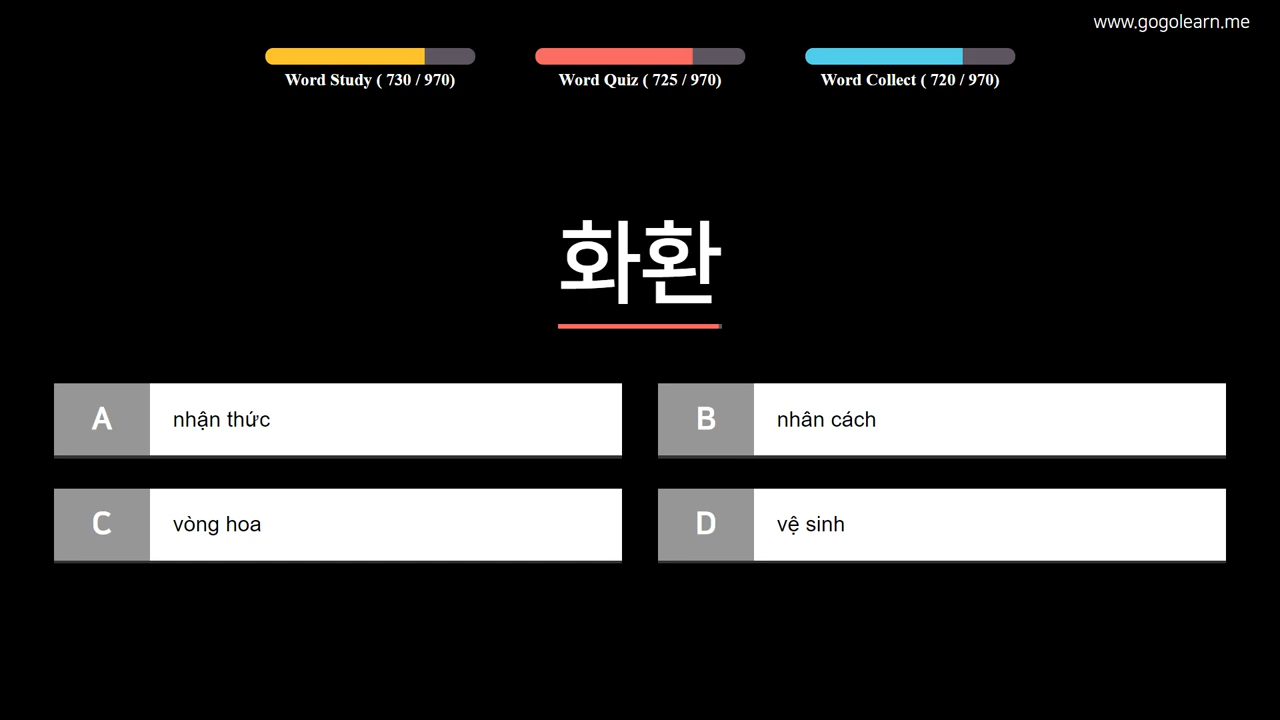 www.gogolearn.me
Word Study ( 730 / 970)
Word Quiz ( 725 / 970)
Word Collect ( 720 / 970)
화환
A nhận thức
B nhân cách
C vòng hoa
D vệ sinh